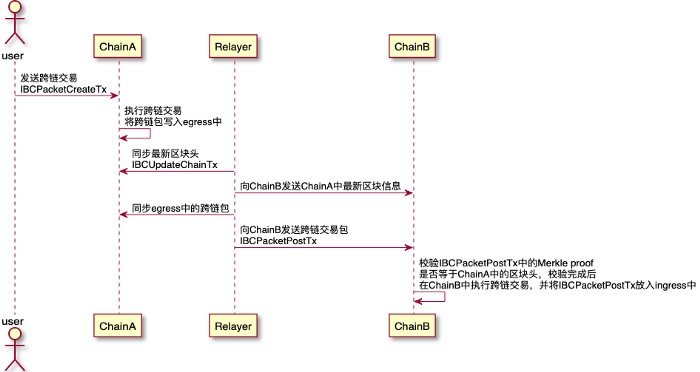 user
ChainA
Relayer
ChainB
发送跨链交易
IBCPacketCreateTx
执行跨链交易
将跨链包写入egress中
同步最新区块头
IBCUpdateChainTx
向ChainB发送ChainA中最新区块信息
同步egress中的跨链包
向ChainB发送跨链交易包
IBCPacketPostTx
校验IBCPacketPostTx中的Merkle proof
是否等于ChainA中的区块头，校验完成后
在ChainB中执行跨链交易，并将IBCPacketPostTx放入ingress中
user
ChainA
Relayer
ChainB